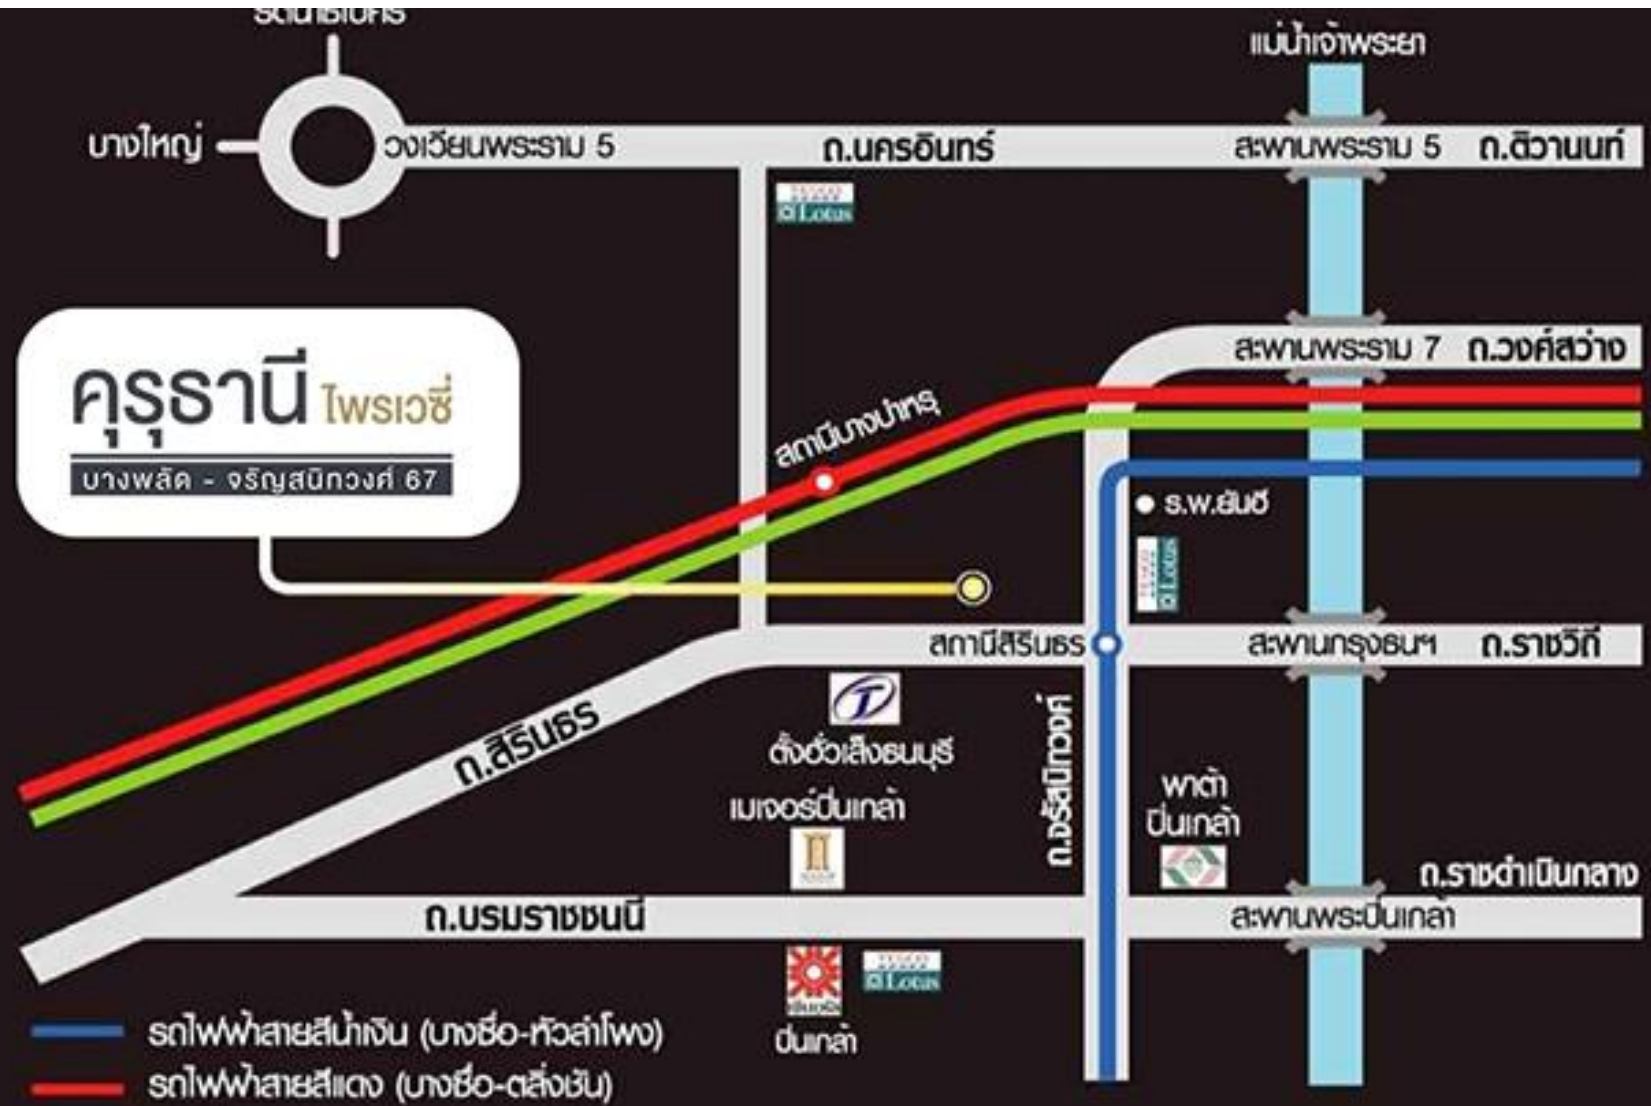 แม่น้ำเจ้าพระยา
บางใหญ่
วงเวียนพระราม 5
ถ.นครอินทร์
สะพานพระราม 5
ถ.ติวานนท์
TESCO
Lotus
สะพานพระราม 7
ถ.วงศ์สว่าง
คุรุธานี ไพรเวซี่
บางพลัด - จรัญสนิทวงศ์ 67
สถานีบางบำหรุ
ร.พ.ยันฮี
TESCO
Lotus
สถานีสิรินธร
สะพานกรุงธนฯ
ถ.ราชวิถี
ถ.สิรินธร
ตั้งฮั่วเส็งธนบุรี
ถ.จรัสนิทวงศ์
เมเจอร์ปิ่นเกล้า
พาต้า
ปิ่นเกล้า
ถ.ราชดำเนินกลาง
ถ.บรมราชชนนี
สะพานพระปิ่นเกล้า
TESCO
Lotus
ปิ่นเกล้า
รถไฟฟ้าสายสีน้ำเงิน (บางซื่อ-หัวลำโพง)
รถไฟฟ้าสายสีแดง (บางซื่อ-ตลิ่งชัน)